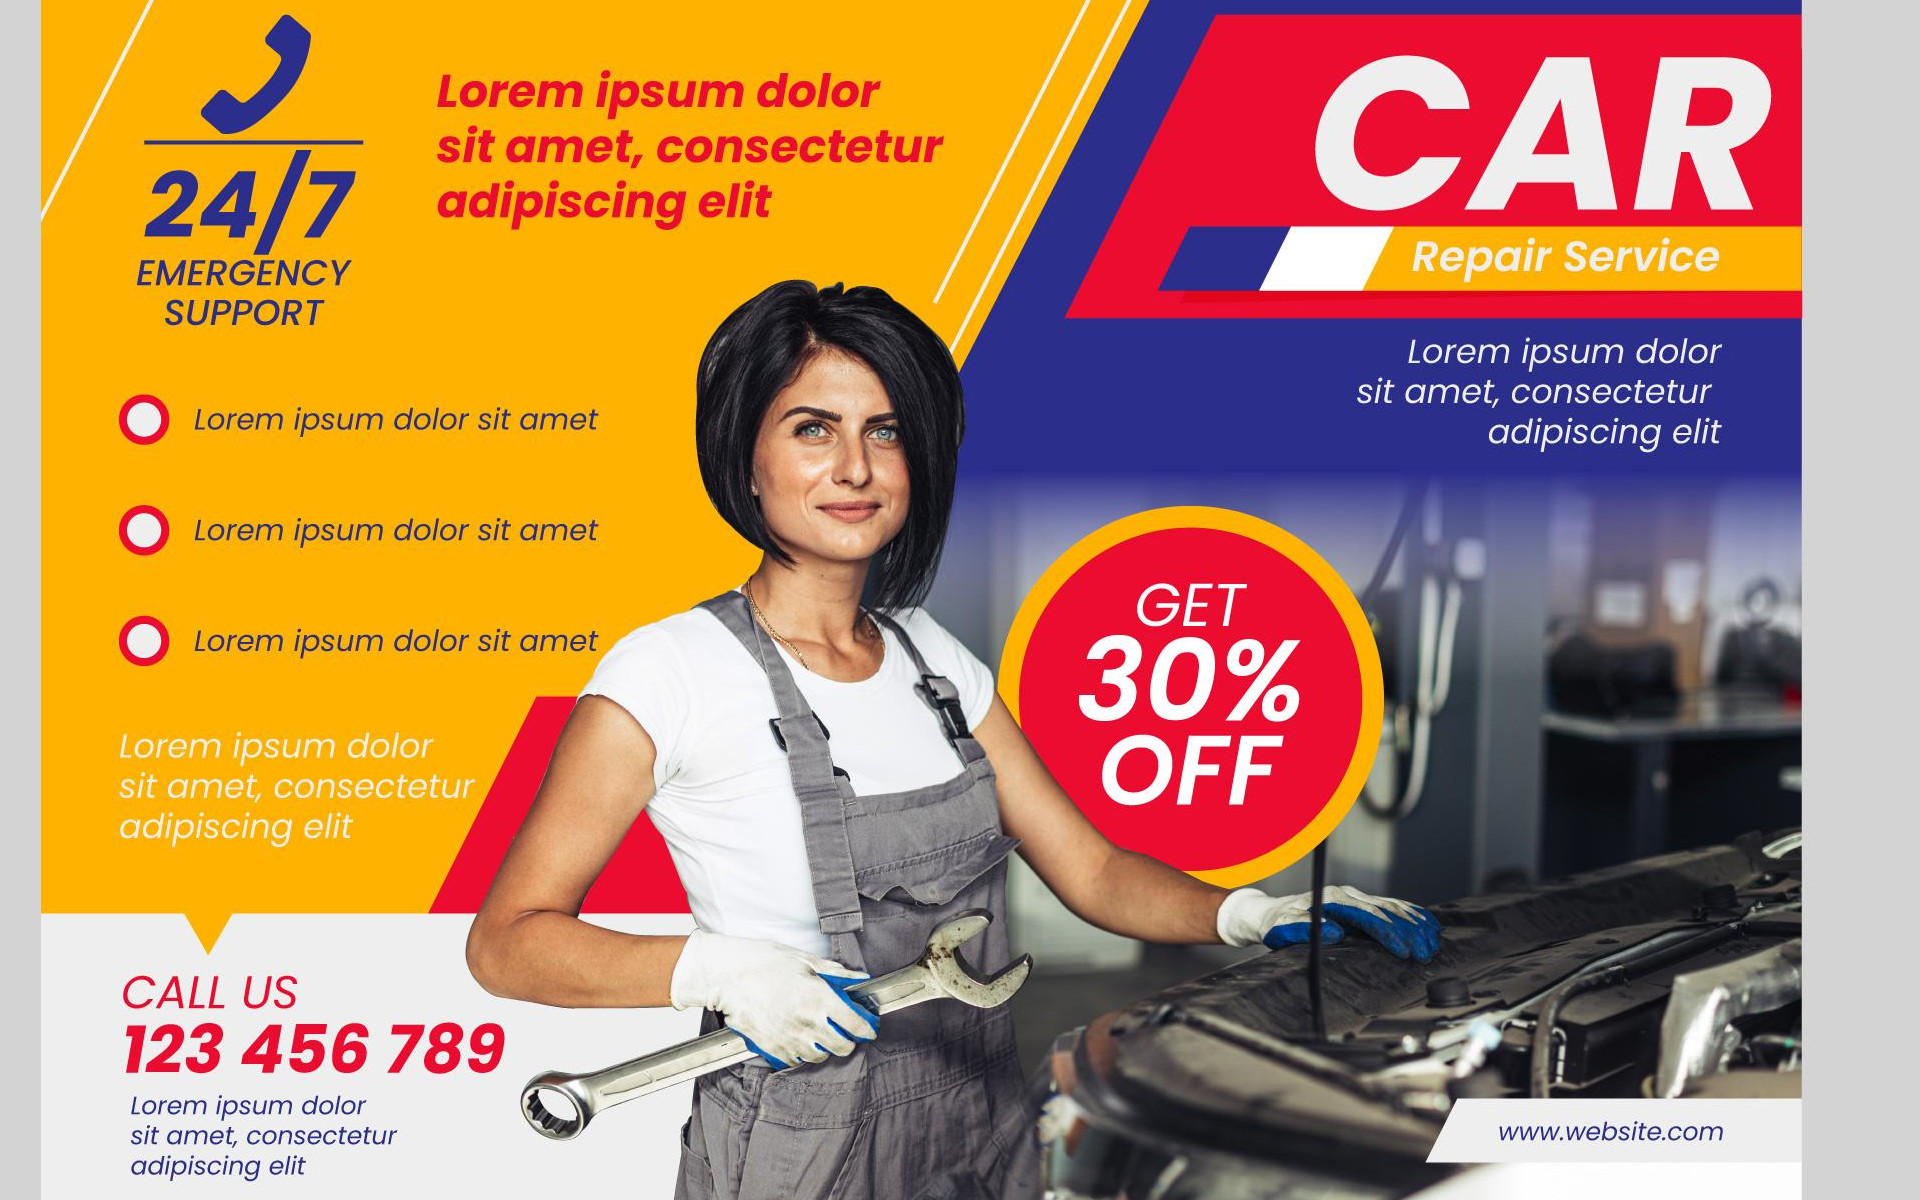 24/7
EMERGENCY
SUPPORT
Lorem ipsum dolor
sit amet, consectetur
adipiscing elit
Lorem ipsum dolor sit amet
Lorem ipsum dolor sit amet
Lorem ipsum dolor sit amet
Lorem ipsum dolor
sit amet, consectetur
adipiscing elit
CALL US
123 456 789
Lorem ipsum dolor
sit amet, consectetur
adipiscing elit
CAR
Repair Service
Lorem ipsum dolor
sit amet, consectetur
adipiscing elit
GET
30%
OFF
www.website.com